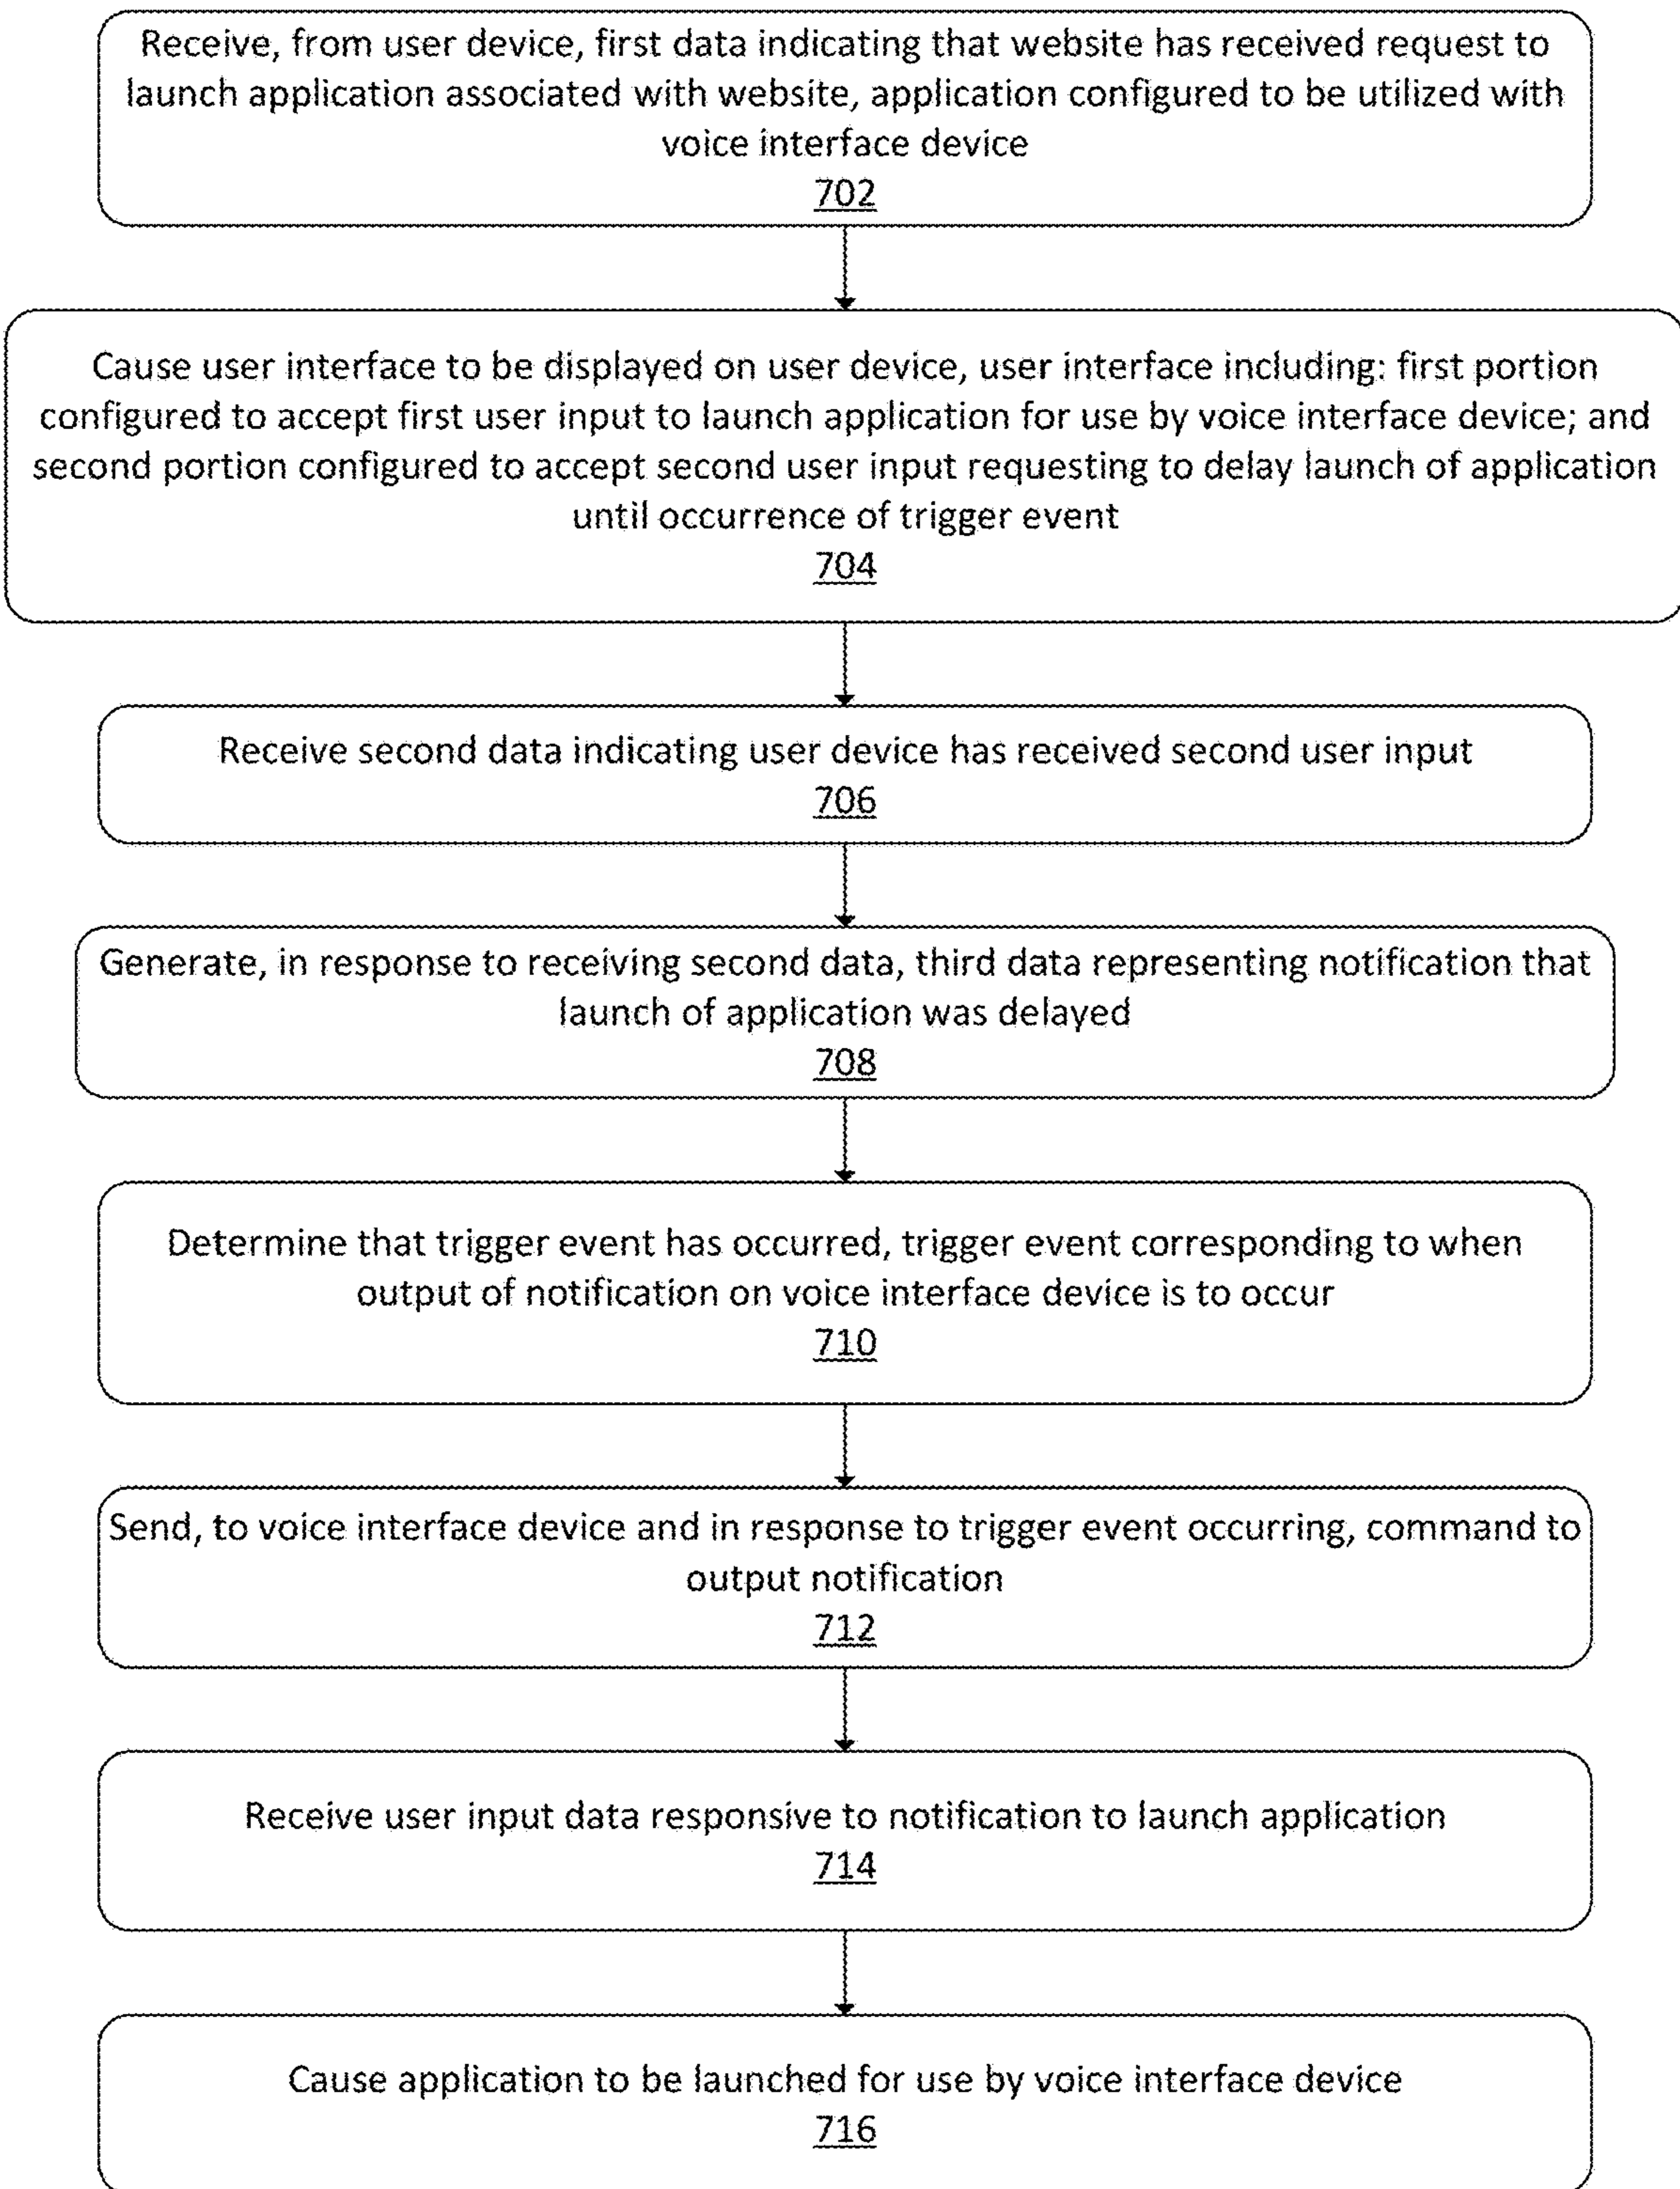 Receive, from user device, first data indicating that website has received request to
launch application associated with website, application configured to be utilized with
voice interface device
702
Cause user interface to be displayed on user device, user interface including: first portion
configured to accept first user input to launch application for use by voice interface device; and
second portion configured to accept second user input requesting to delay launch of application
until occurrence of trigger event
704
Receive second data indicating user device has received second user input
706
Generate, in response to receiving second data, third data representing notification that
launch of application was delayed
708
Determine that trigger event has occurred, trigger event corresponding to when
output of notification on voice interface device is to occur
710
Send, to voice interface device and in response to trigger event occurring, command to
output notification
712
Receive user input data responsive to notification to launch application
714
Cause application to be launched for use by voice interface device
716